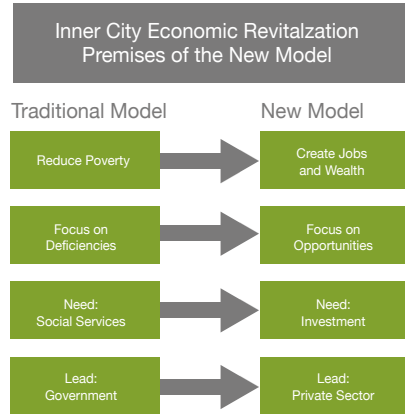 Inner City Economic Revitalzation
Premises of the New Model
Traditional Model
New Model
Reduce Poverty
Create Jobs
and Wealth
Focus on
Deficiencies
Focus on
Opportunities
Need:
Social Services
Need:
Investment
Lead:
Government
Lead:
Private Sector